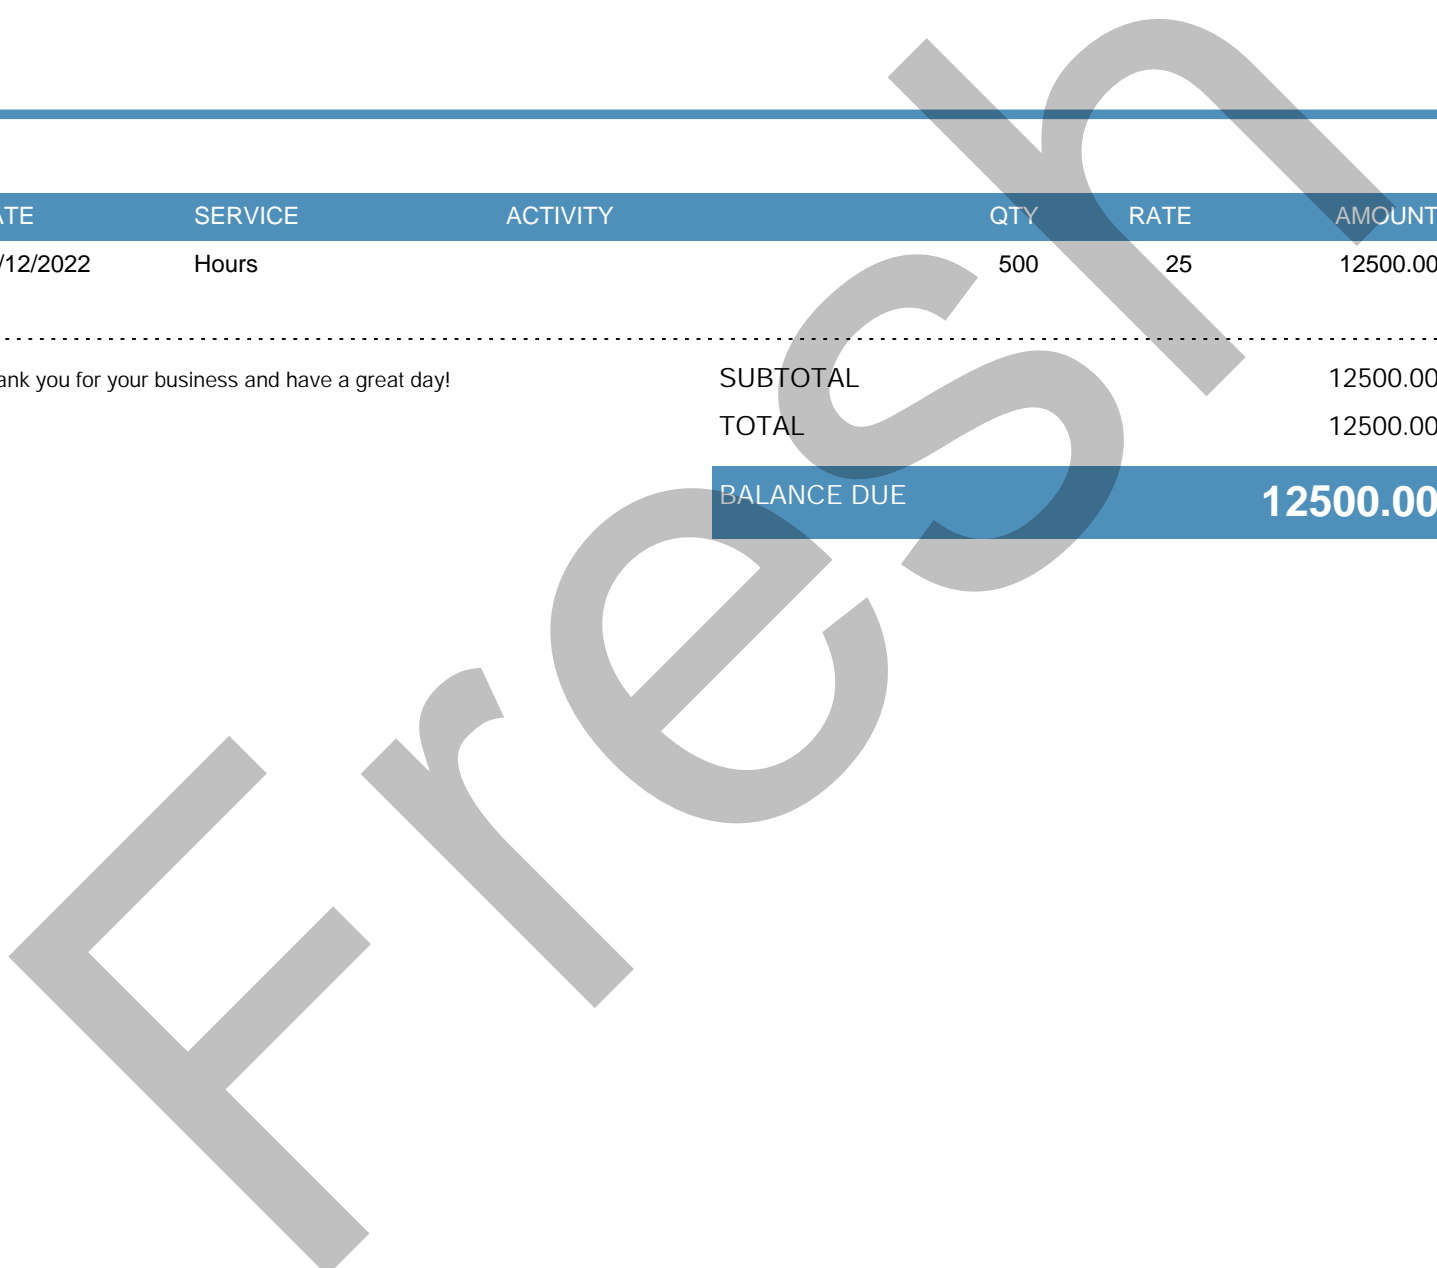 ATE SERVICE ACTIVITY QTY RATE AMOUNT
/12/2022 Hours 500 25 12500.00
ank you for your business and have a great day! SUBTOTAL 12500.00
TOTAL 12500.00
BALANCE DUE 12500.00
Fresh